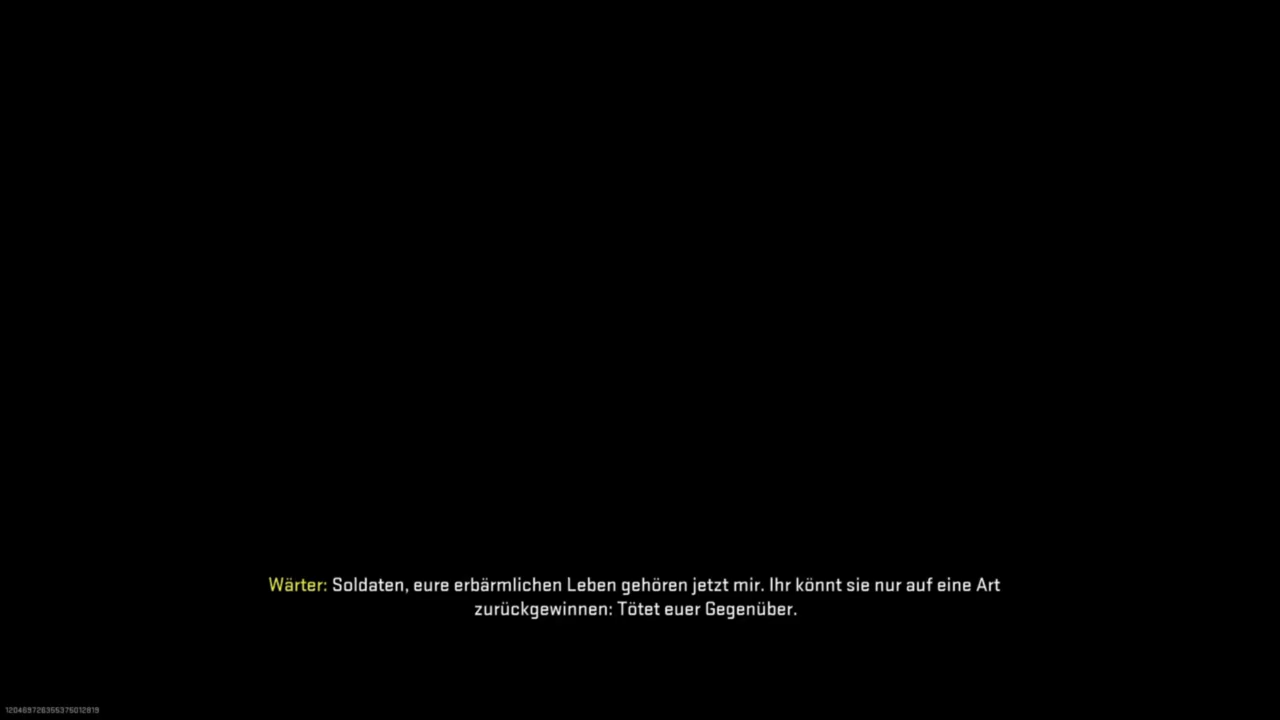 Wärter: Soldaten, eure erbärmlichen Leben gehören jetzt mir. Ihr könnt sie nur auf eine Art
zurückgewinnen: Tötet euer Gegenüber.